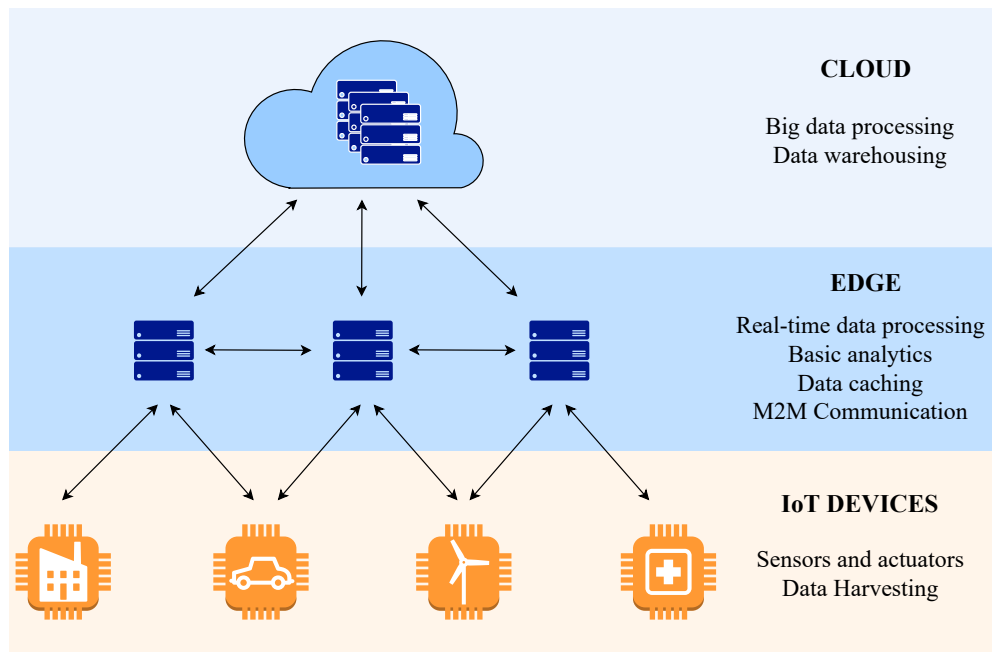 CLOUD
Big data processing
Data warehousing
EDGE
Real-time data processing
Basic analytics
Data caching
M2M Communication
IoT DEVICES
Sensors and actuators
Data Harvesting